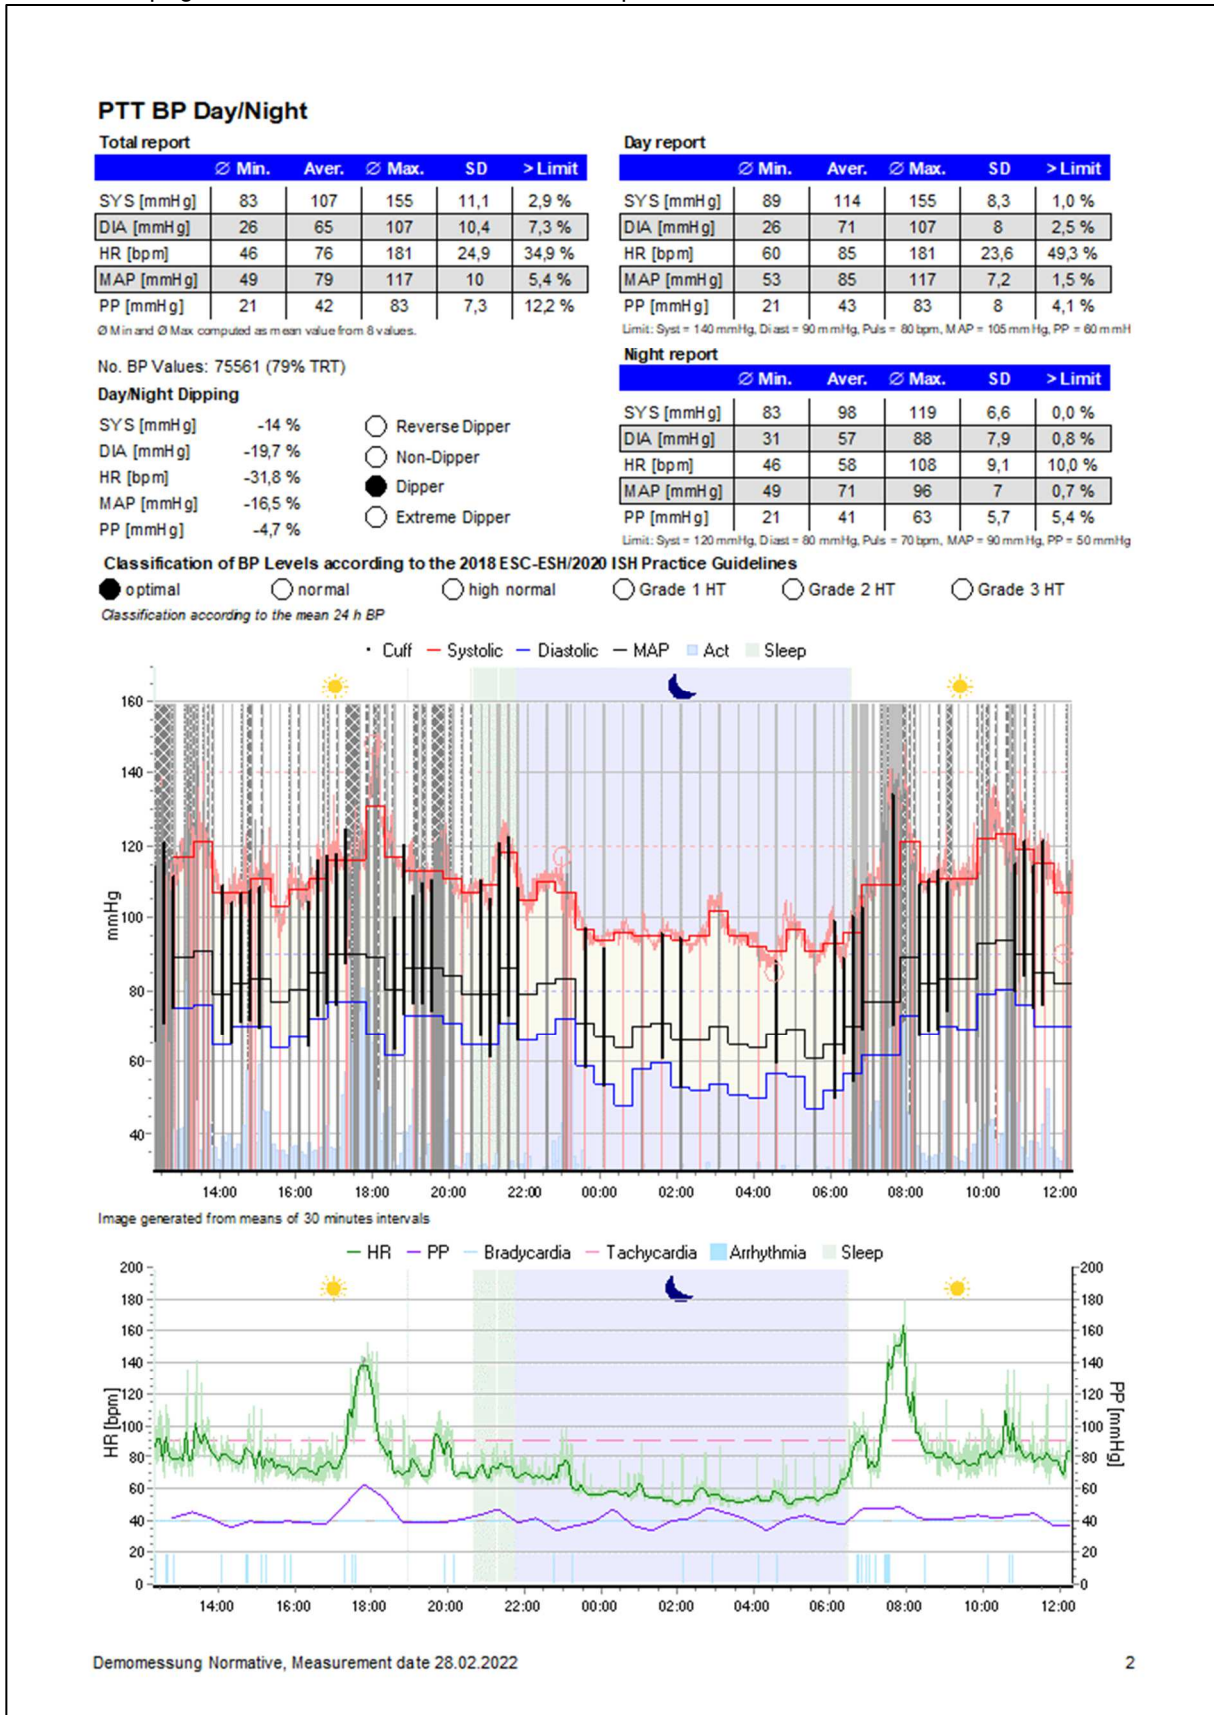 PTT BP Day/Night
Total report
Ø Min. Aver. Ø Max. SD > Limit
SYS [mmHg] 83 107 155 11,1 2,9 %
DIA [mmHg] 26 65 107 10,4 7,3 %
HR [bpm] 46 76 181 24,9 34,9 %
MAP [mmHg] 49 79 117 10 5,4 %
PP [mmHg] 21 42 83 7,3 12,2 %
Ø Min and Ø Max computed as mean value from 8 values.
No. BP Values: 75561 (79% TRT)
Day/Night Dipping
SYS [mmHg] -14 %
DIA [mmHg] -19,7 %
HR [bpm] -31,8 %
MAP [mmHg] -16,5 %
PP [mmHg] -4,7 %
Reverse Dipper
Non-Dipper
Dipper
Extreme Dipper
Day report
Ø Min. Aver. Ø Max. SD > Limit
SYS [mmHg] 89 114 155 8,3 1,0 %
DIA [mmHg] 26 71 107 8 2,5 %
HR [bpm] 60 85 181 23,6 49,3 %
MAP [mmHg] 53 85 117 7,2 1,5 %
PP [mmHg] 21 43 83 8 4,1 %
Limit: Syst = 140 mmHg, Diast = 90 mmHg, Puls = 80 bpm, MAP = 105 mmHg, PP = 60 mmH
Night report
Ø Min. Aver. Ø Max. SD > Limit
SYS [mmHg] 83 98 119 6,6 0,0 %
DIA [mmHg] 31 57 88 7,9 0,8 %
HR [bpm] 46 58 108 9,1 10,0 %
MAP [mmHg] 49 71 96 7 0,7 %
PP [mmHg] 21 41 63 5,7 5,4 %
Limit: Syst = 120 mmHg, Diast = 80 mmHg, Puls = 70 bpm, MAP = 90 mmHg, PP = 50 mmHg
Classification of BP Levels according to the 2018 ESC-ESH/2020 ISH Practice Guidelines
optimal normal high normal Grade 1 HT Grade 2 HT Grade 3 HT
Classification according to the mean 24 h BP
Cuff Systolic Diastolic MAP Act Sleep
160
140
120
100
80
60
40
mmHg
14:00 16:00 18:00 20:00 22:00 00:00 02:00 04:00 06:00 08:00 10:00 12:00
Image generated from means of 30 minutes intervals
HR PP Bradycardia Tachycardia Arrhythmia Sleep
200 200
180 180
160 160
140 140
120 120
100 100
80 80
60 60
40 40
20 20
0 0
HR [bpm]
PP [mmHg]
14:00 16:00 18:00 20:00 22:00 00:00 02:00 04:00 06:00 08:00 10:00 12:00
Demomessung Normative, Measurement date 28.02.2022 2